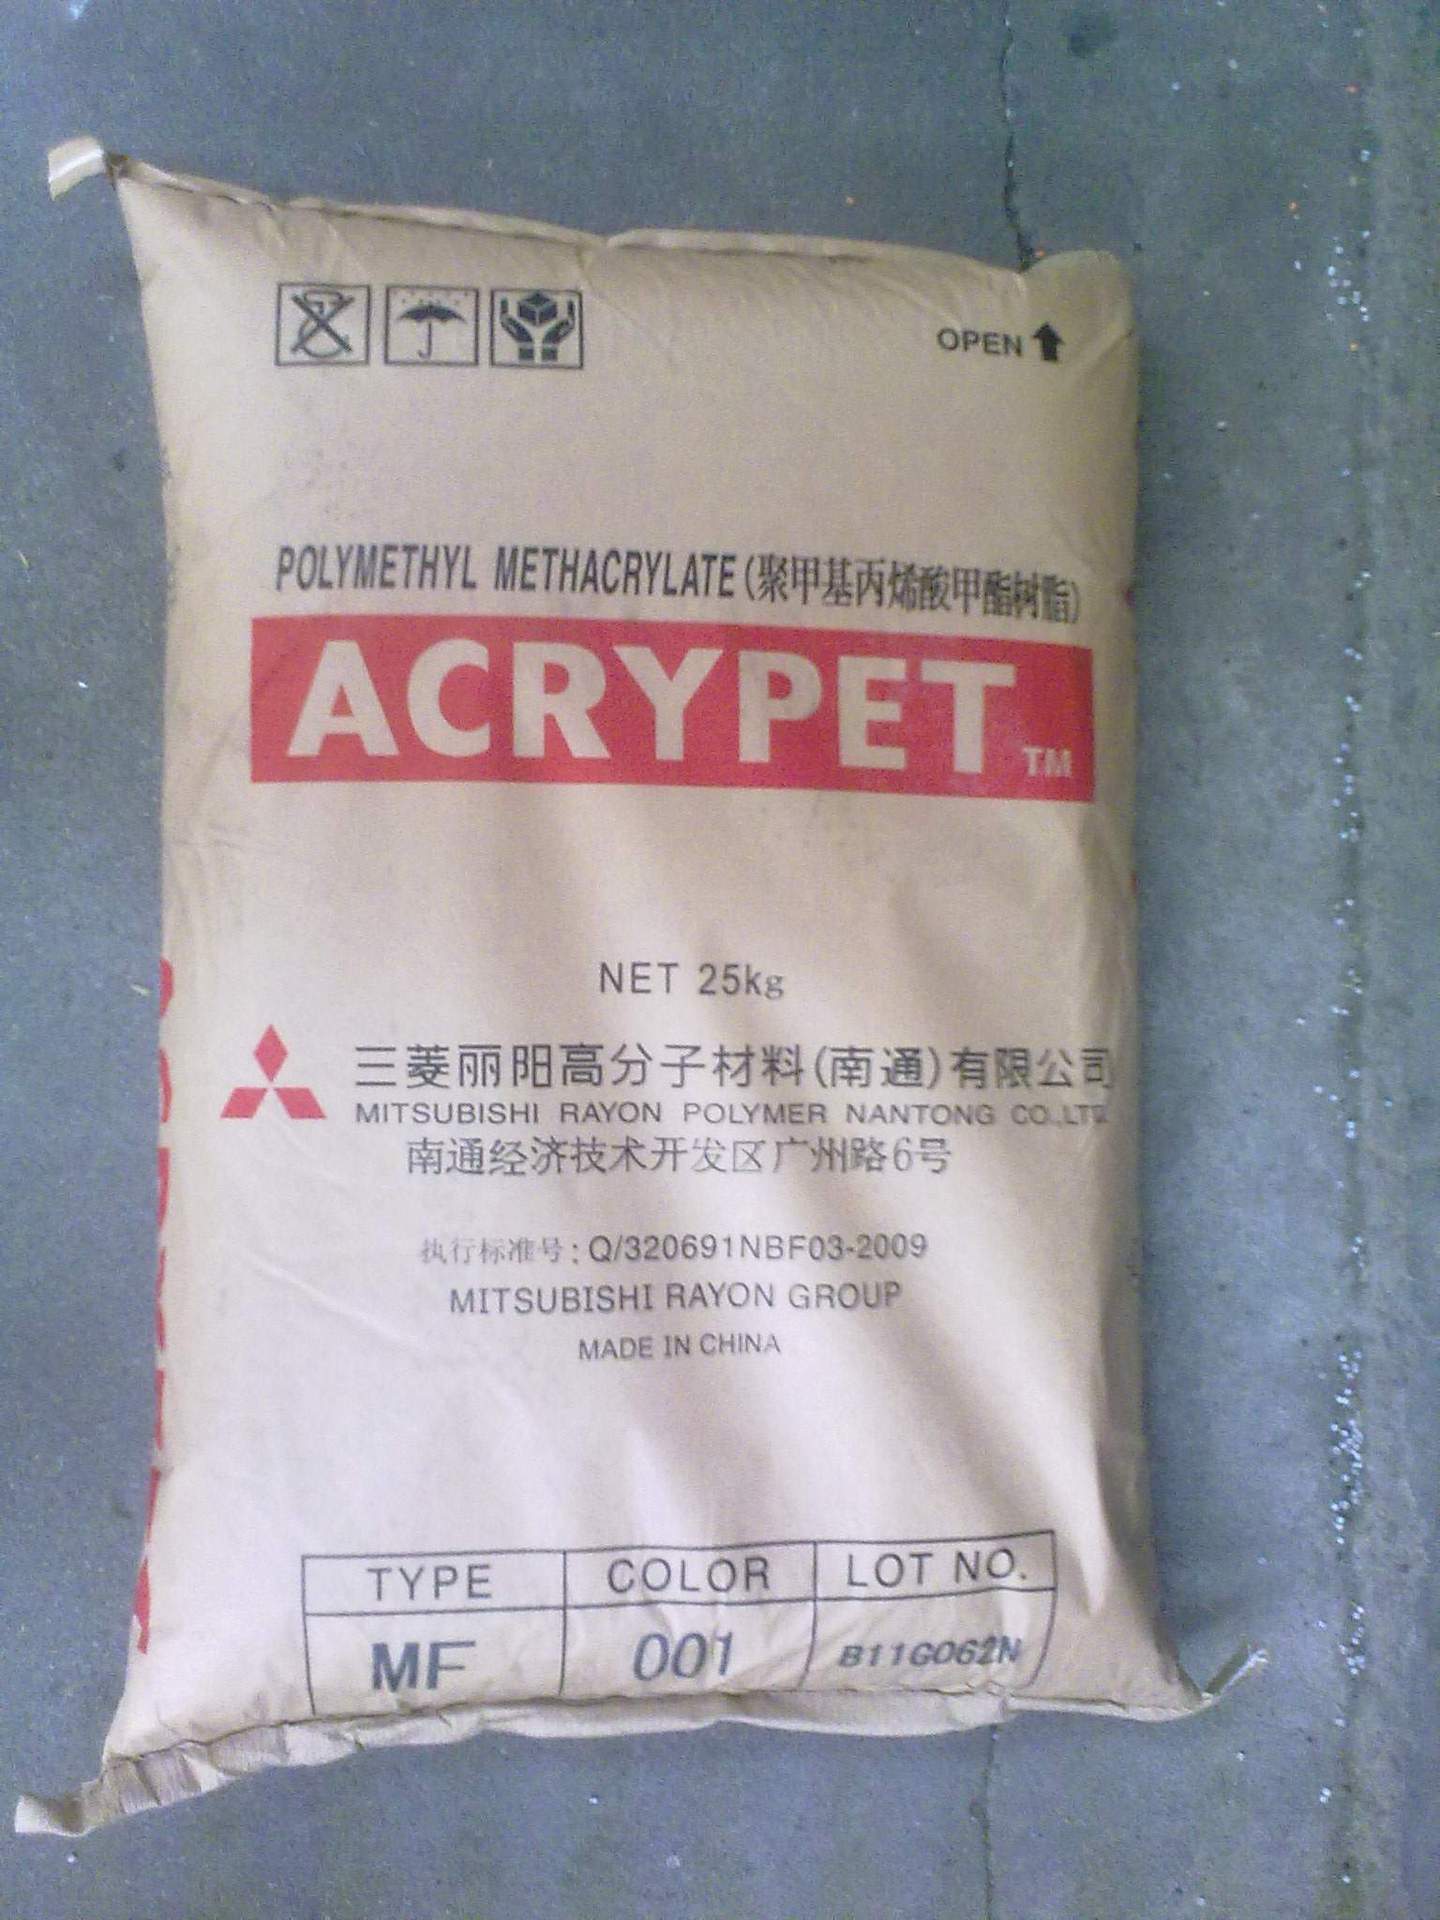 OPEN
POLYMETHYL METHACRYLATE(聚甲基丙烯酸甲酯树脂)
ACRYPET TM
NET 25kg
三菱丽阳高分子材料(南通)有限公司
MITSUBISHI RAYON POLYMER NANTONG CO.,LTD.
南通经济技术开发区广州路6号
执行标准号:Q/320691NBF03-2009
MITSUBISHI RAYON GROUP
MADE IN CHINA
TYPE COLOR LOT NO.
MF 001 B11G062N